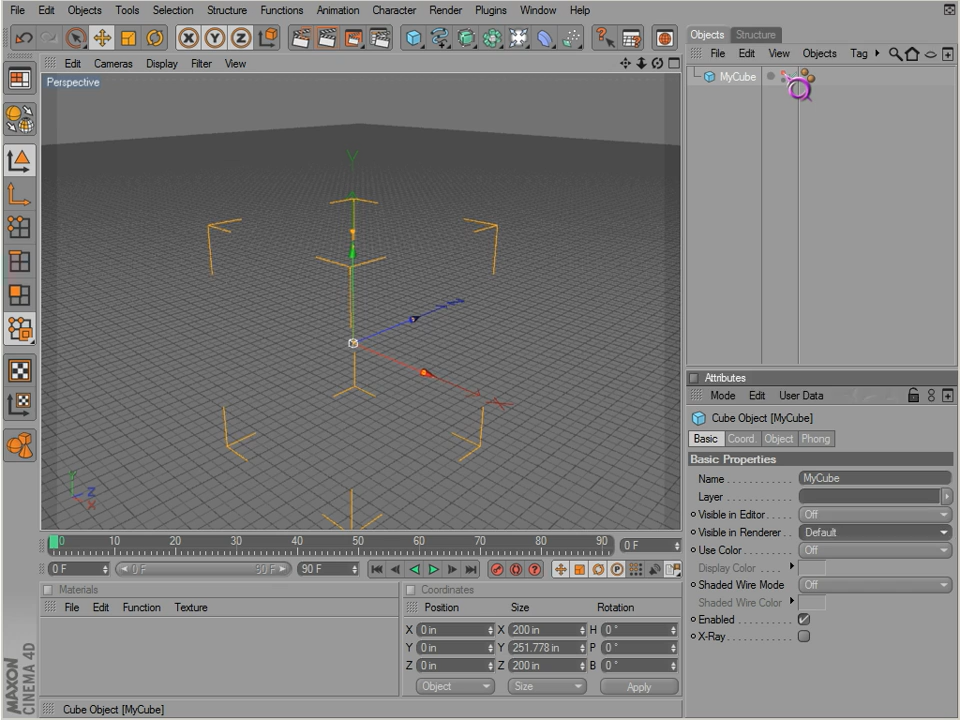 File Edit Objects Tools Selection Structure Functions Animation Character Render Plugins Window Help
X Y Z
Objects Structure
File Edit View Objects Tag
MyCube
Edit Cameras Display Filter View
Perspective
Y
Y
Z
X
0 10 20 30 40 50 60 70 80 90 0 F
0 F 0 F 90 F 90 F
Attributes
Mode Edit User Data
Cube Object [MyCube]
Basic Coord. Object Phong
Basic Properties
Name MyCube
Layer
Visible in Editor Off
Visible in Renderer Default
Use Color Off
Display Color
Shaded Wire Mode Off
Shaded Wire Color
Enabled
X-Ray
Materials
File Edit Function Texture
Coordinates
Position Size Rotation
X 0 in X 200 in H 0 °
Y 0 in Y 251.778 in P 0 °
Z 0 in Z 200 in B 0 °
Object Size Apply
MAXON
CINEMA 4D
Cube Object [MyCube]